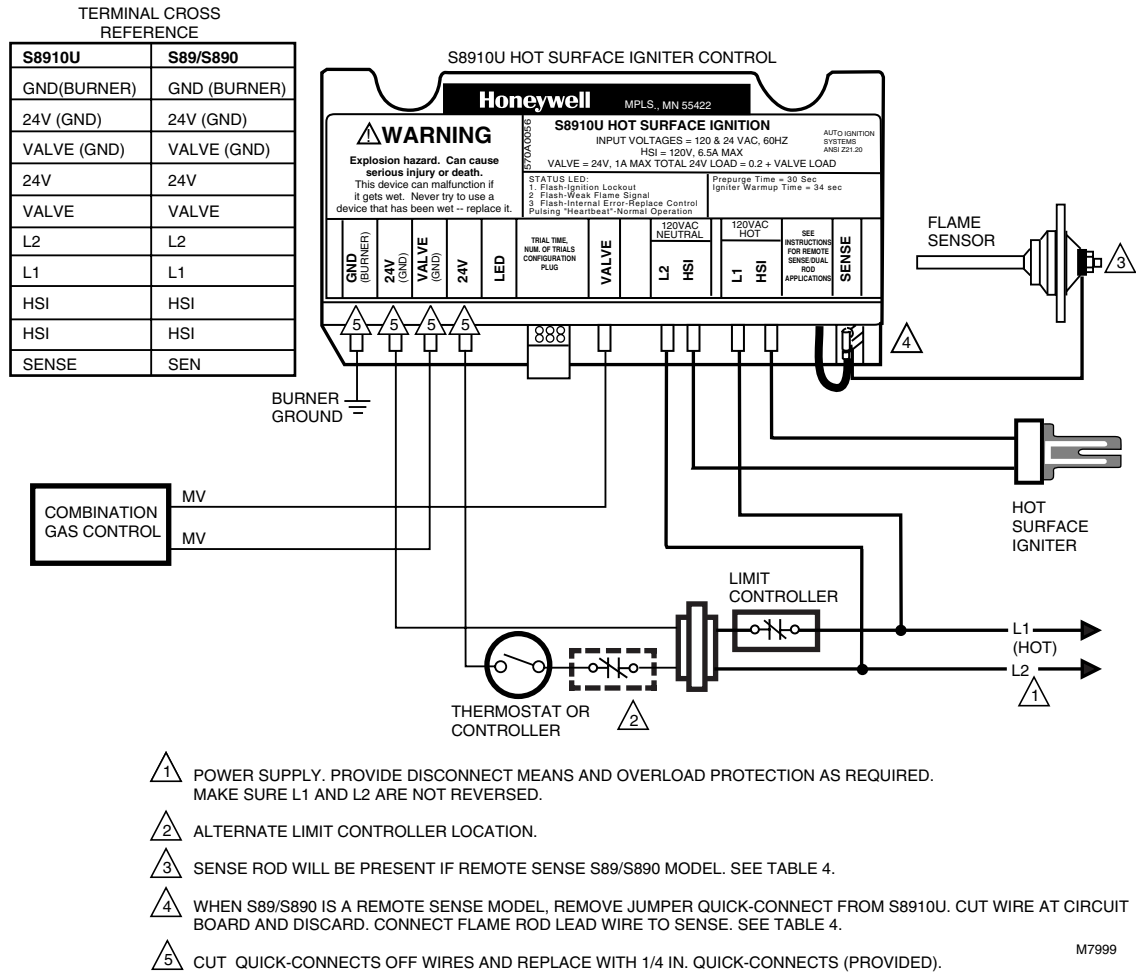 TERMINAL CROSS
REFERENCE
S8910U S89/S890
GND(BURNER) GND (BURNER)
24V (GND) 24V (GND)
VALVE (GND) VALVE (GND)
24V 24V
VALVE VALVE
L2 L2
L1 L1
HSI HSI
HSI HSI
SENSE SEN
S8910U HOT SURFACE IGNITER CONTROL
Honeywell MPLS., MN 55422
WARNING
Explosion hazard. Can cause
serious injury or death.
This device can malfunction if
it gets wet. Never try to use a
device that has been wet -- replace it.
570A0056
S8910U HOT SURFACE IGNITION
INPUT VOLTAGES = 120 & 24 VAC, 60HZ
HSI = 120V, 6.5A MAX
VALVE = 24V, 1A MAX TOTAL 24V LOAD = 0.2 + VALVE LOAD
AUTO IGNITION
SYSTEMS
ANSI Z21.20
STATUS LED:
1. Flash-Ignition Lockout
2 Flash-Weak Flame Signal
3 Flash-Internal Error-Replace Control
Pulsing "Heartbeat"-Normal Operation
Prepurge Time = 30 Sec
Igniter Warmup Time = 34 sec
GND
(BURNER)
24V
(GND)
VALVE
(GND)
24V
LED
TRIAL TIME,
NUM. OF TRIALS
CONFIGURATION
PLUG
VALVE
120VAC
NEUTRAL
L2
HSI
120VAC
HOT
L1
HSI
SEE
INSTRUCTIONS
FOR REMOTE
SENSE/DUAL
ROD
APPLICATIONS
SENSE
5
5
5
5
4
FLAME
SENSOR
3
BURNER
GROUND
COMBINATION
GAS CONTROL
MV
MV
HOT
SURFACE
IGNITER
LIMIT
CONTROLLER
L1
(HOT)
L2
1
THERMOSTAT OR
CONTROLLER
2
1 POWER SUPPLY. PROVIDE DISCONNECT MEANS AND OVERLOAD PROTECTION AS REQUIRED.
MAKE SURE L1 AND L2 ARE NOT REVERSED.
2 ALTERNATE LIMIT CONTROLLER LOCATION.
3 SENSE ROD WILL BE PRESENT IF REMOTE SENSE S89/S890 MODEL. SEE TABLE 4.
4 WHEN S89/S890 IS A REMOTE SENSE MODEL, REMOVE JUMPER QUICK-CONNECT FROM S8910U. CUT WIRE AT CIRCUIT
BOARD AND DISCARD. CONNECT FLAME ROD LEAD WIRE TO SENSE. SEE TABLE 4.
5 CUT QUICK-CONNECTS OFF WIRES AND REPLACE WITH 1/4 IN. QUICK-CONNECTS (PROVIDED).
M7999